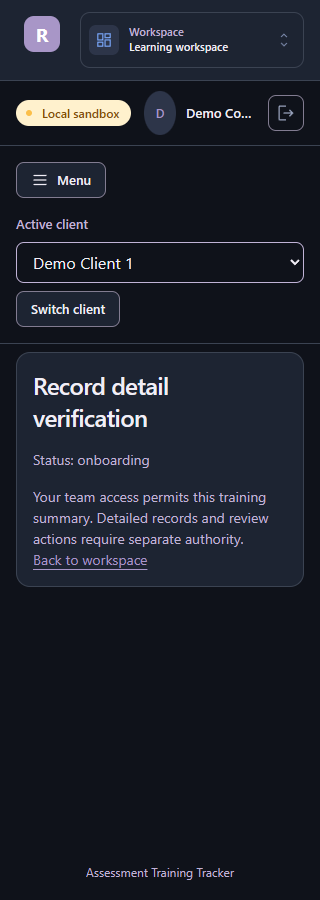 R
Workspace
Learning workspace
Local sandbox
D
Demo Co...
Menu
Active client
Demo Client 1
Switch client
Record detail
verification
Status: onboarding
Your team access permits this training
summary. Detailed records and review
actions require separate authority.
Back to workspace
Assessment Training Tracker